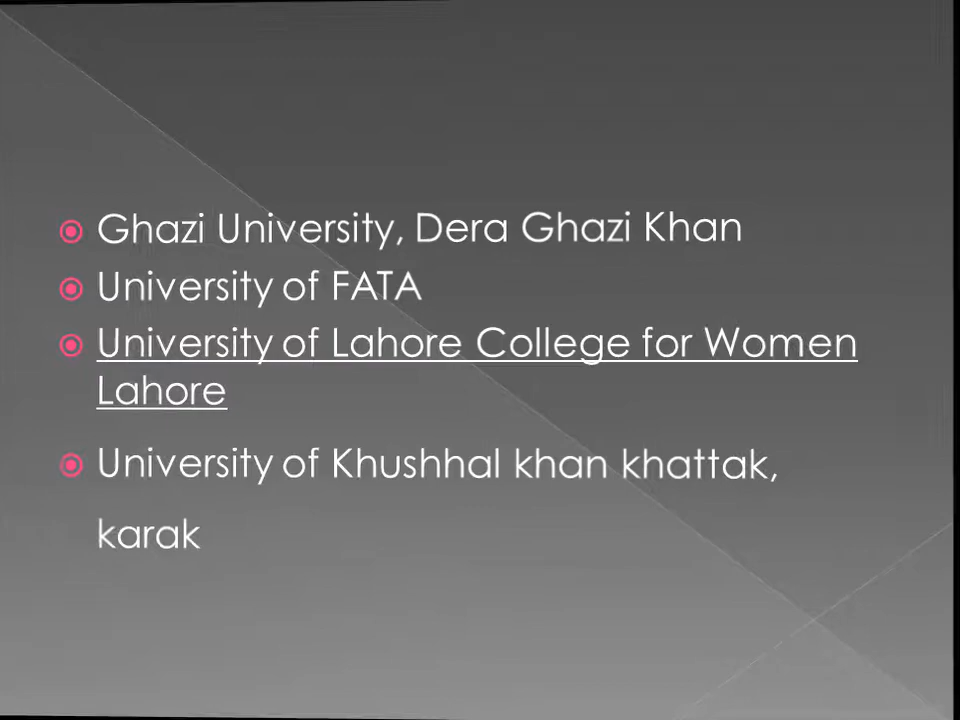 Ghazi University, Dera Ghazi Khan
University of FATA
University of Lahore College for Women
Lahore
University of Khushhal khan khattak,
karak